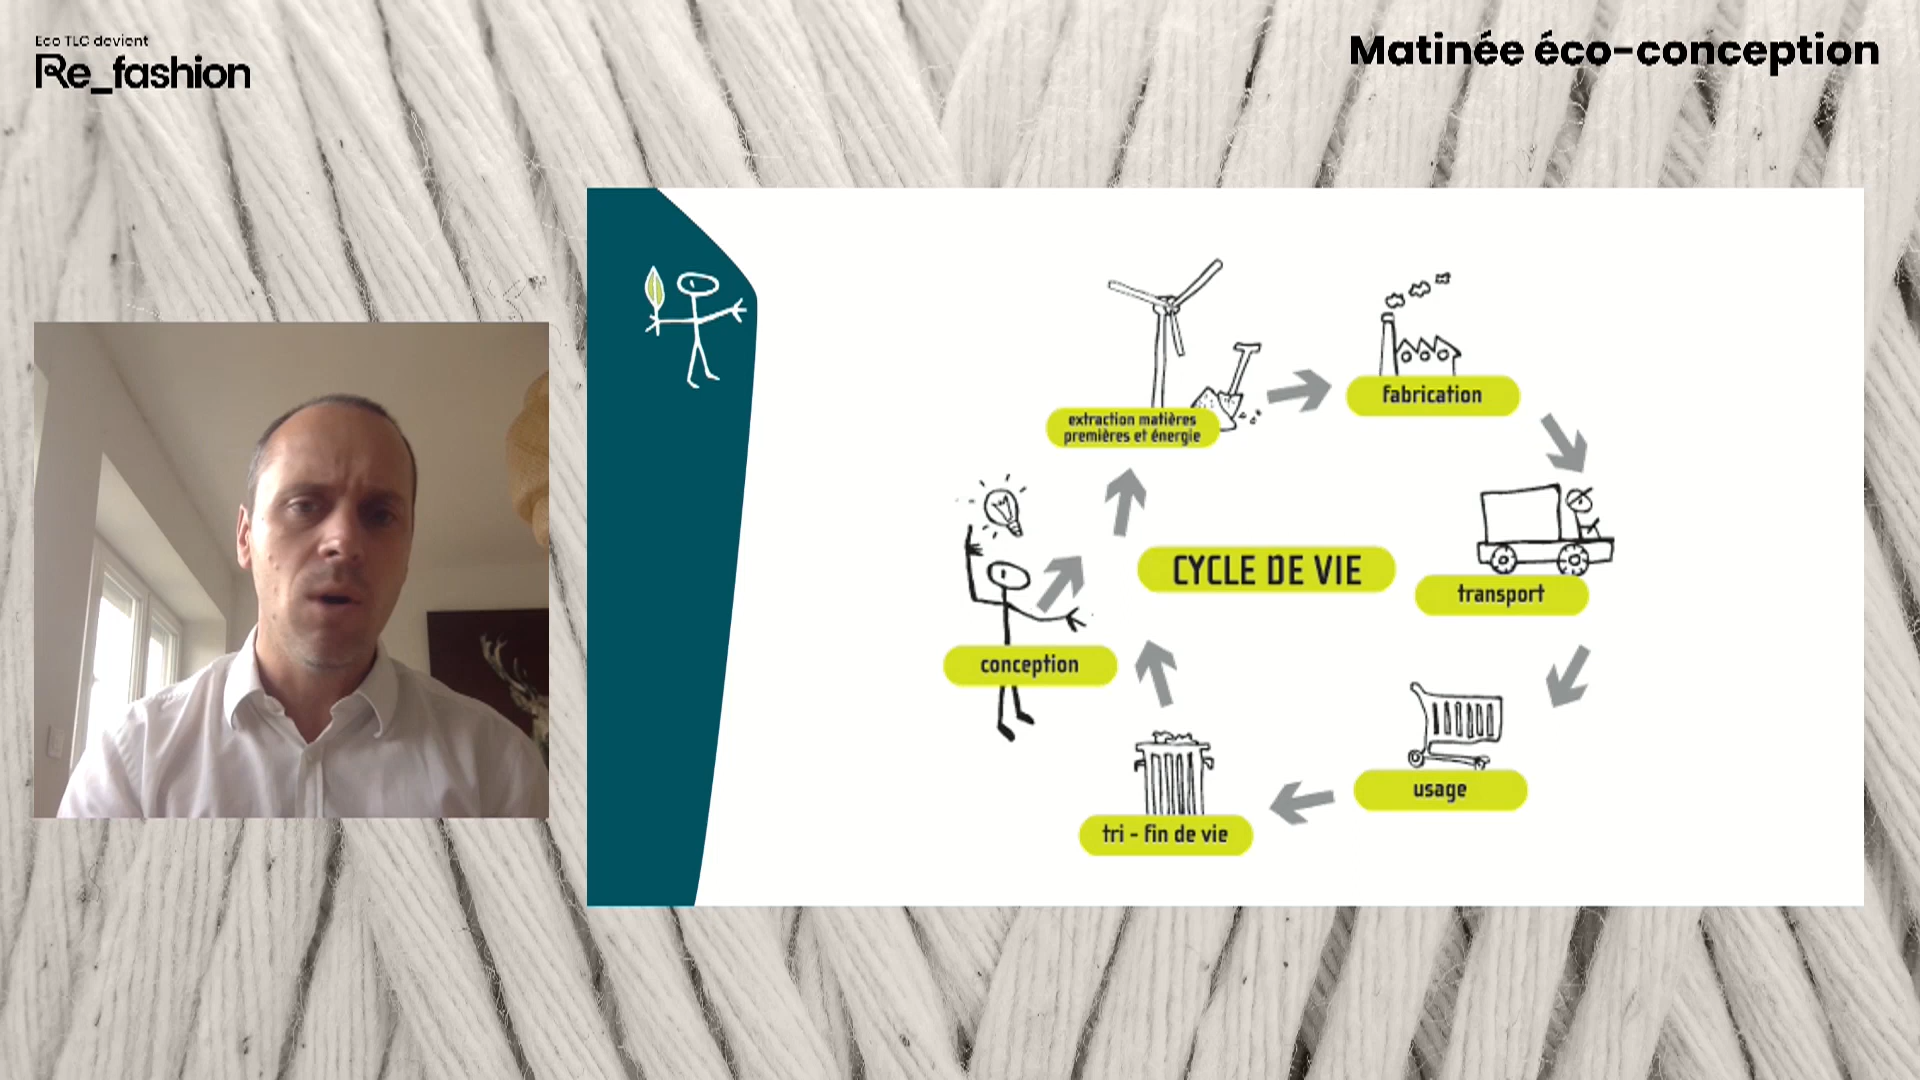 Eco TLC devient
Re_fashion
Matinée éco-conception
extraction matières
premières et énergie
fabrication
CYCLE DE VIE
transport
conception
usage
tri - fin de vie